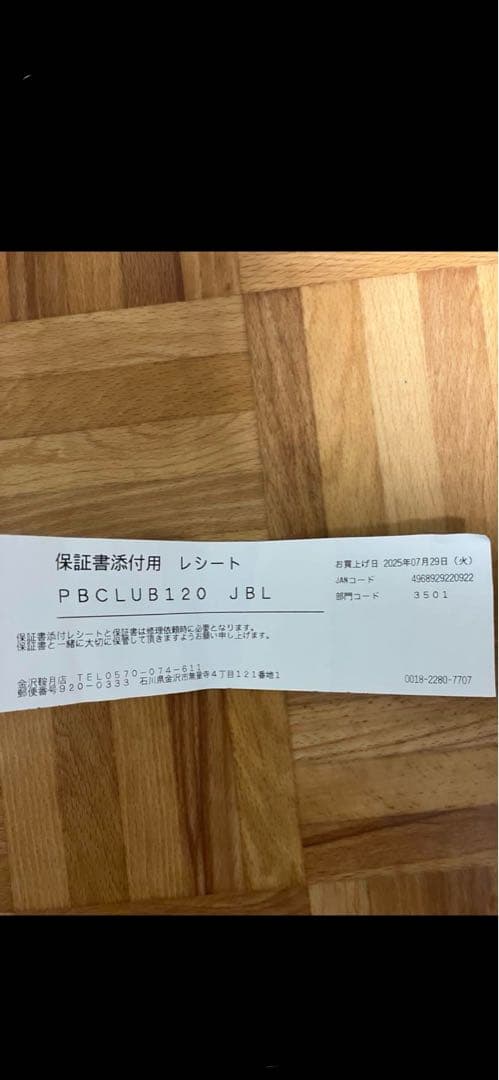 保証書添付用　レシート
お買上げ日 2025年07月29日（火）
ＰＢＣＬＵＢ１２０　ＪＢＬ
JANコード 4968929220922
部門コード ３５０１
保証書添付レシートと保証書は修理依頼時に必要となります。
保証書と一緒に大切に保管して頂きますようお願い申し上げます。
金沢鞍月店　ＴＥＬ０５７０－０７４－６１１
郵便番号９２０－０３３３　石川県金沢市無量寺４丁目１２１番地１
0018-2280-7707